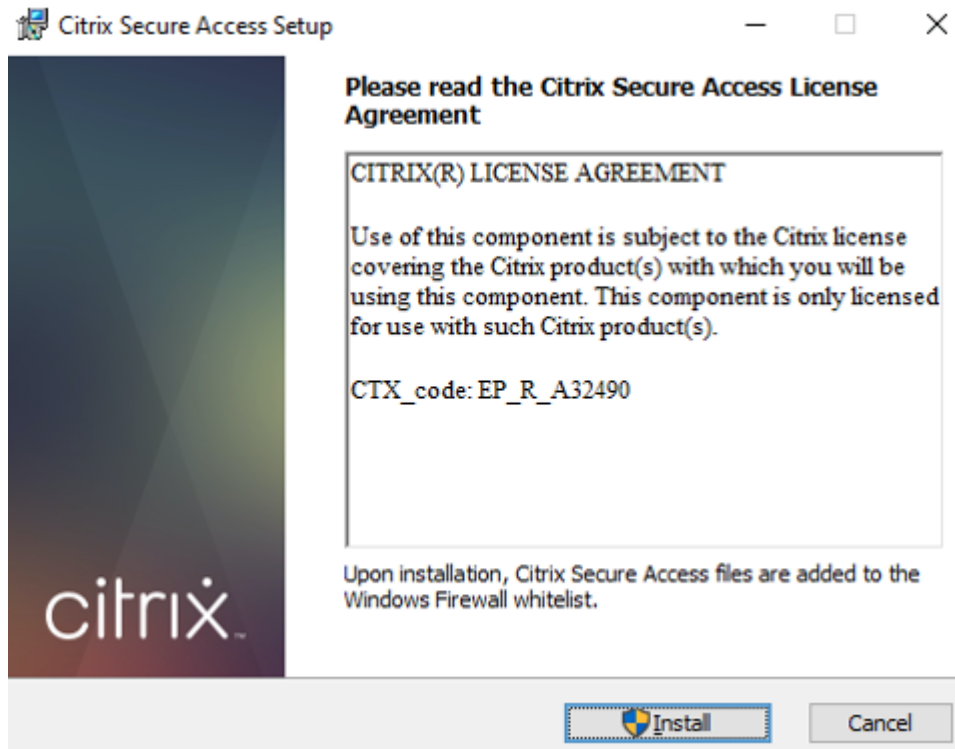 Citrix Secure Access Setup
Please read the Citrix Secure Access License
Agreement
CITRIX(R) LICENSE AGREEMENT
Use of this component is subject to the Citrix license
covering the Citrix product(s) with which you will be
using this component. This component is only licensed
for use with such Citrix product(s).
CTX_code: EP_R_A32490
citrix
Upon installation, Citrix Secure Access files are added to the
Windows Firewall whitelist.
Install
Cancel